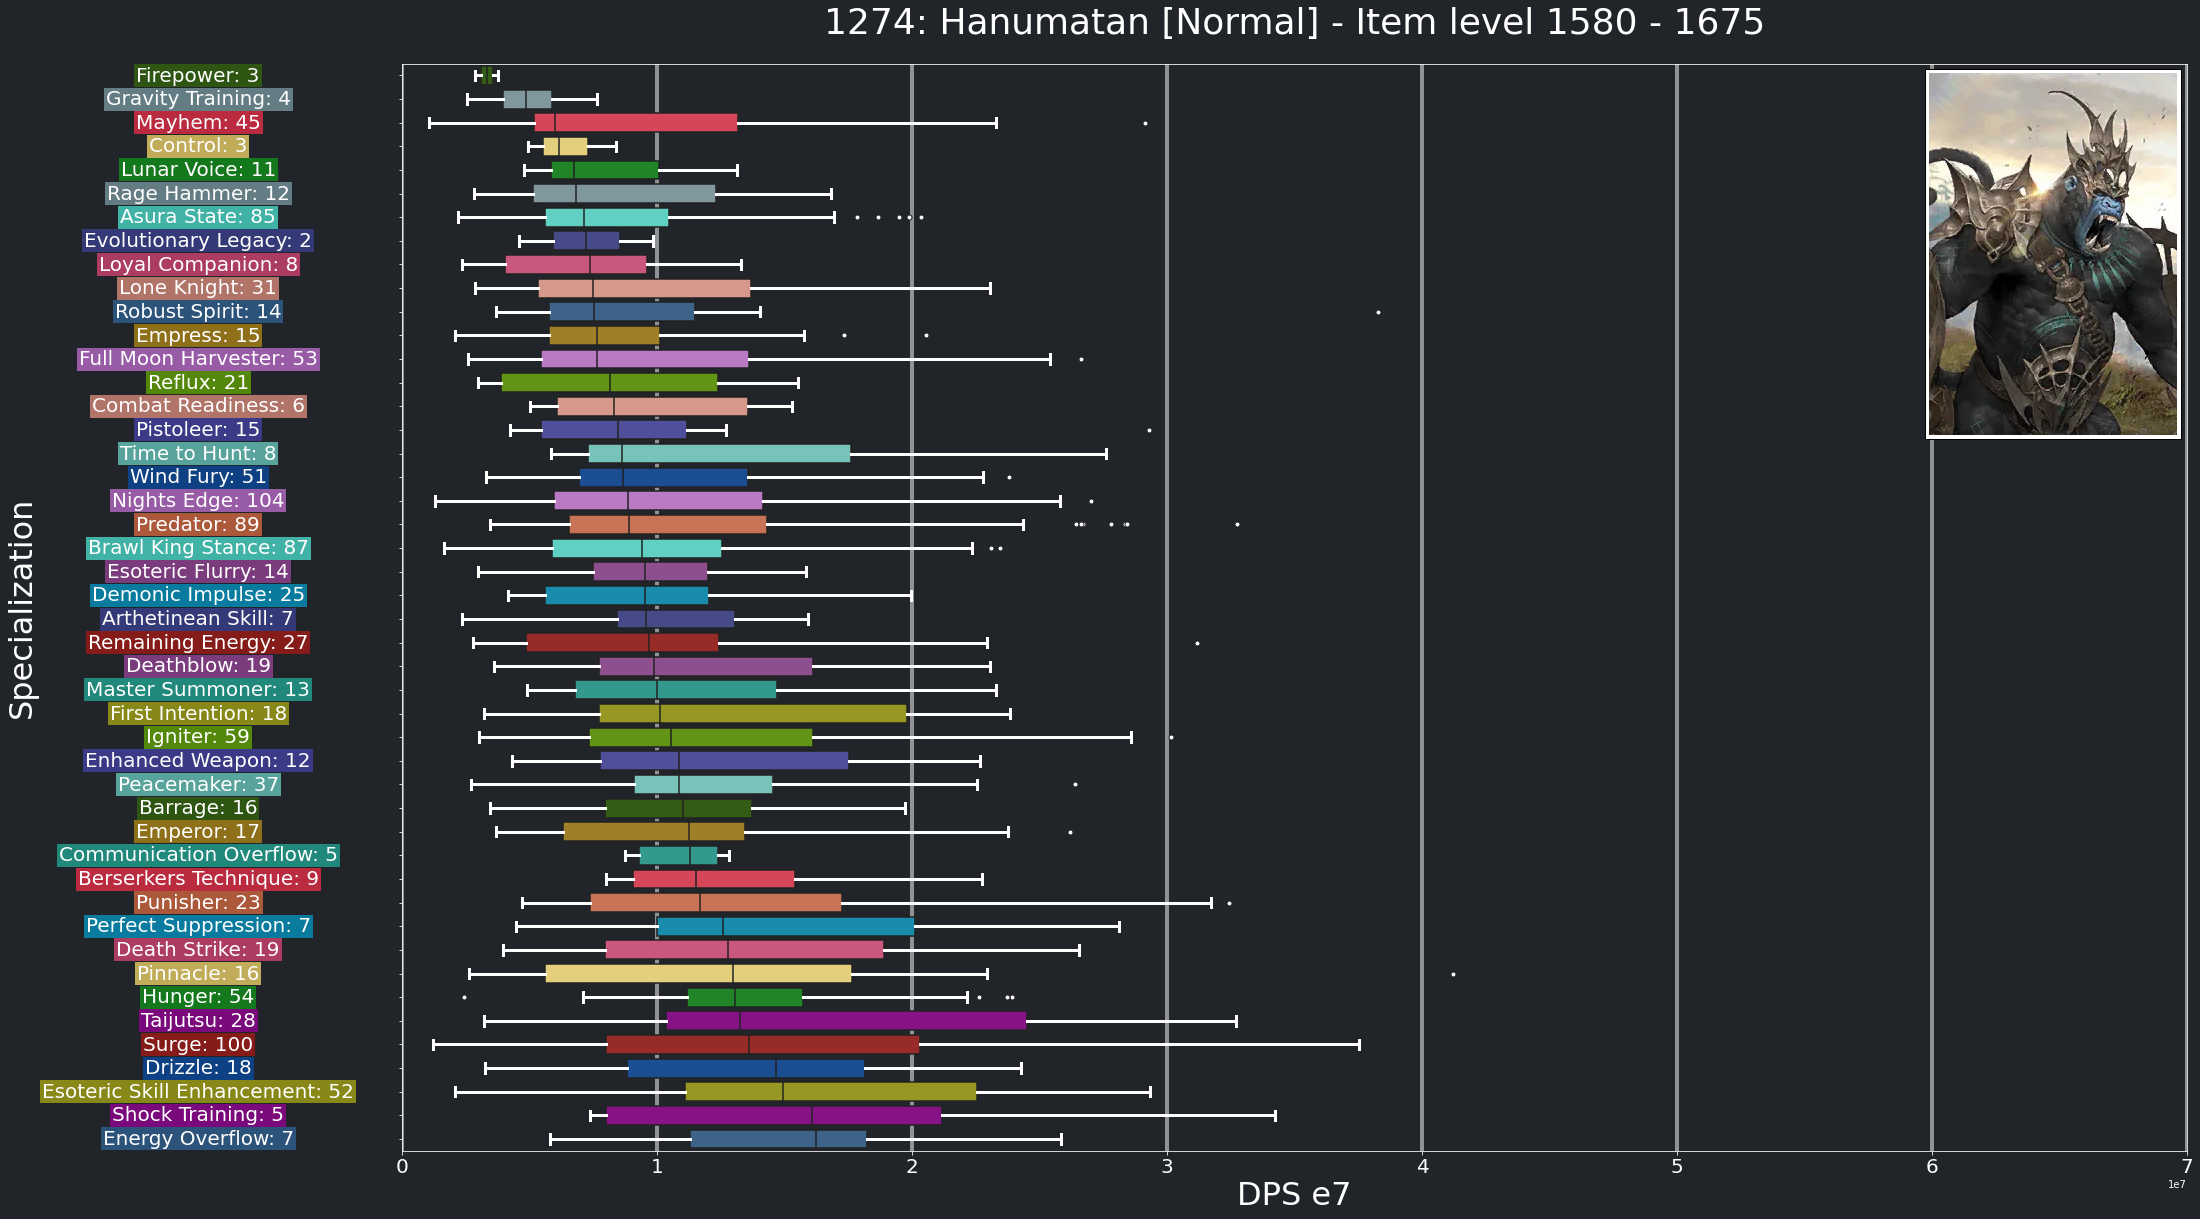 1274: Hanumatan [Normal] - Item level 1580 - 1675
Specialization
Firepower: 3
Gravity Training: 4
Mayhem: 45
Control: 3
Lunar Voice: 11
Rage Hammer: 12
Asura State: 85
Evolutionary Legacy: 2
Loyal Companion: 8
Lone Knight: 31
Robust Spirit: 14
Empress: 15
Full Moon Harvester: 53
Reflux: 21
Combat Readiness: 6
Pistoleer: 15
Time to Hunt: 8
Wind Fury: 51
Nights Edge: 104
Predator: 89
Brawl King Stance: 87
Esoteric Flurry: 14
Demonic Impulse: 25
Arthetinean Skill: 7
Remaining Energy: 27
Deathblow: 19
Master Summoner: 13
First Intention: 18
Igniter: 59
Enhanced Weapon: 12
Peacemaker: 37
Barrage: 16
Emperor: 17
Communication Overflow: 5
Berserkers Technique: 9
Punisher: 23
Perfect Suppression: 7
Death Strike: 19
Pinnacle: 16
Hunger: 54
Taijutsu: 28
Surge: 100
Drizzle: 18
Esoteric Skill Enhancement: 52
Shock Training: 5
Energy Overflow: 7
0 1 2 3 4 5 6 7
1e7
DPS e7